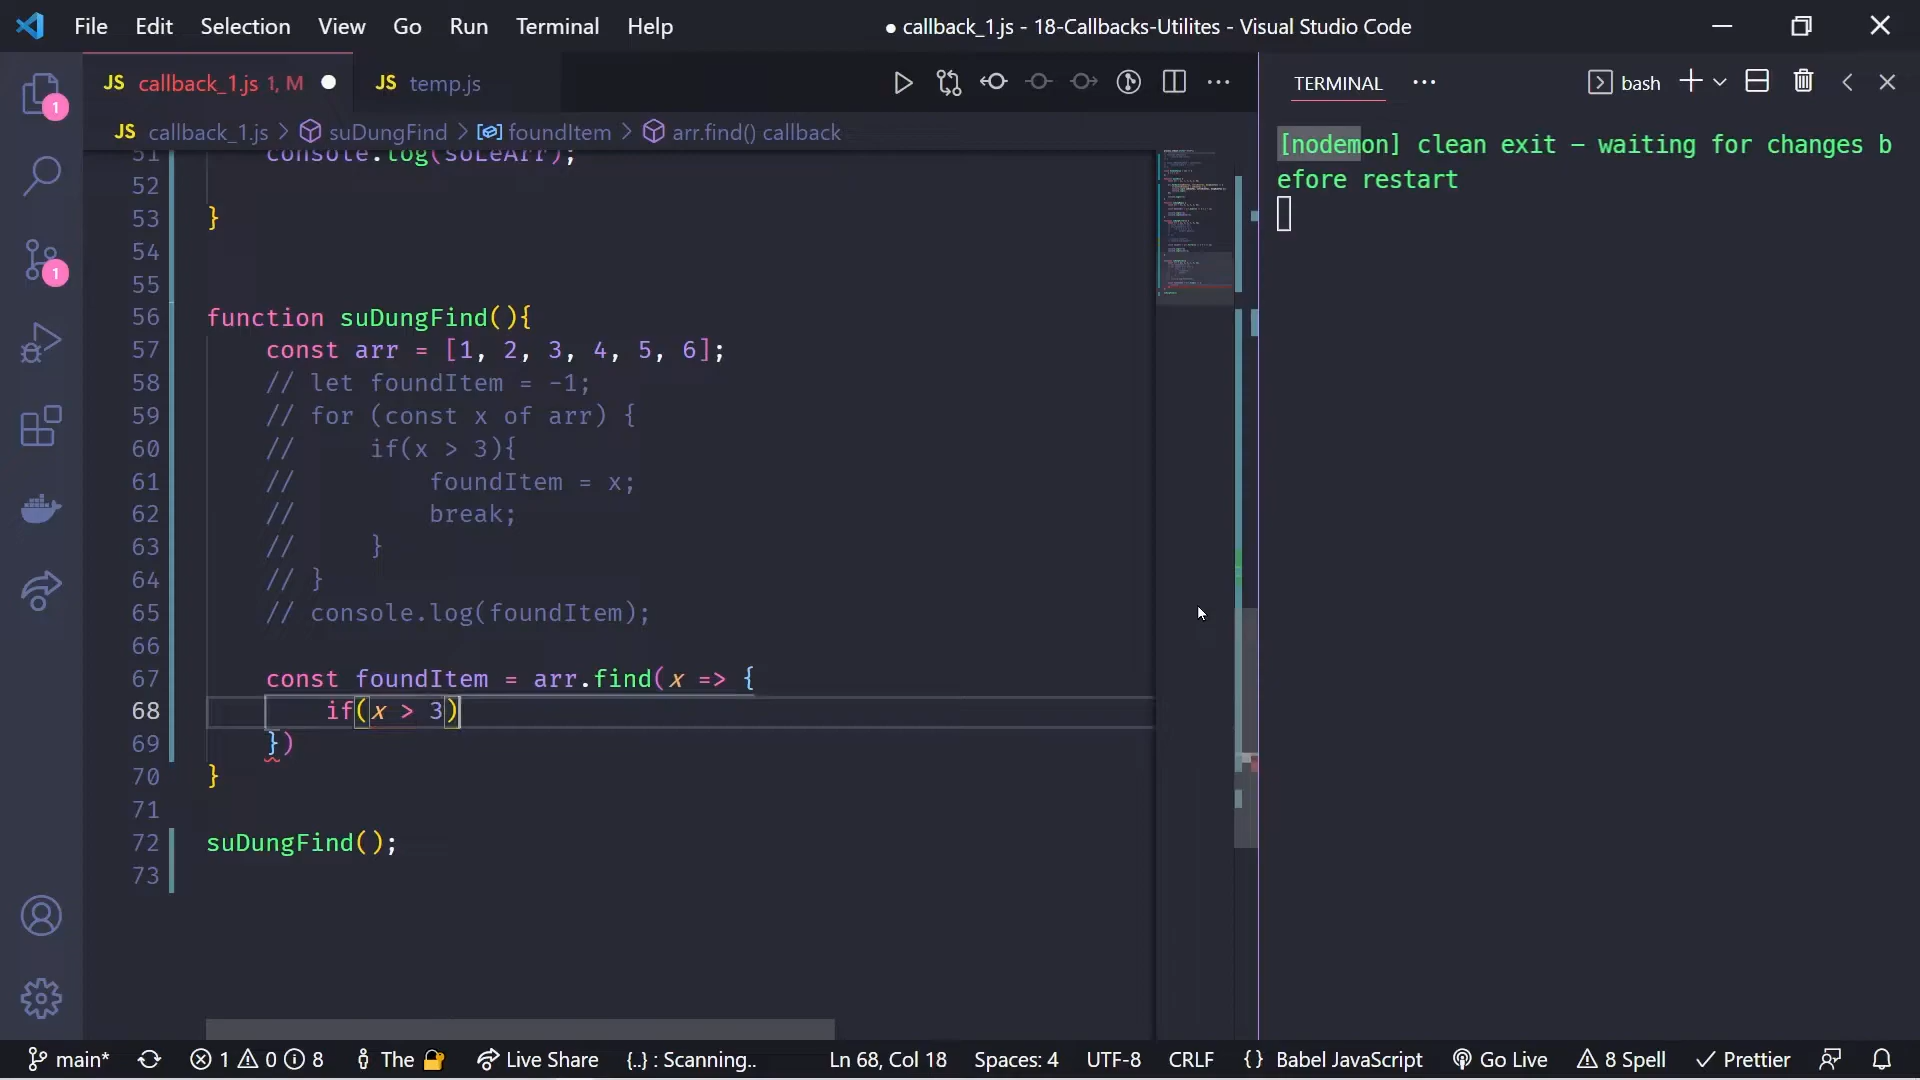 File Edit Selection View Go Run Terminal Help
● callback_1.js - 18-Callbacks-Utilites - Visual Studio Code
JS callback_1.js 1, M ●
JS temp.js
JS callback_1.js > suDungFind > foundItem > arr.find() callback
51 console.log(soLeArr);
52
53 }
54
55
56 function suDungFind(){
57 const arr = [1, 2, 3, 4, 5, 6];
58 // let foundItem = -1;
59 // for (const x of arr) {
60 // if(x > 3){
61 // foundItem = x;
62 // break;
63 // }
64 // }
65 // console.log(foundItem);
66
67 const foundItem = arr.find(x => {
68 if(x > 3)
69 })
70 }
71
72 suDungFind();
73
TERMINAL ···
bash
[nodemon] clean exit – waiting for changes b
efore restart
1
1
main* 1 0 8 The Live Share {..} : Scanning.. Ln 68, Col 18 Spaces: 4 UTF-8 CRLF {} Babel JavaScript Go Live 8 Spell Prettier